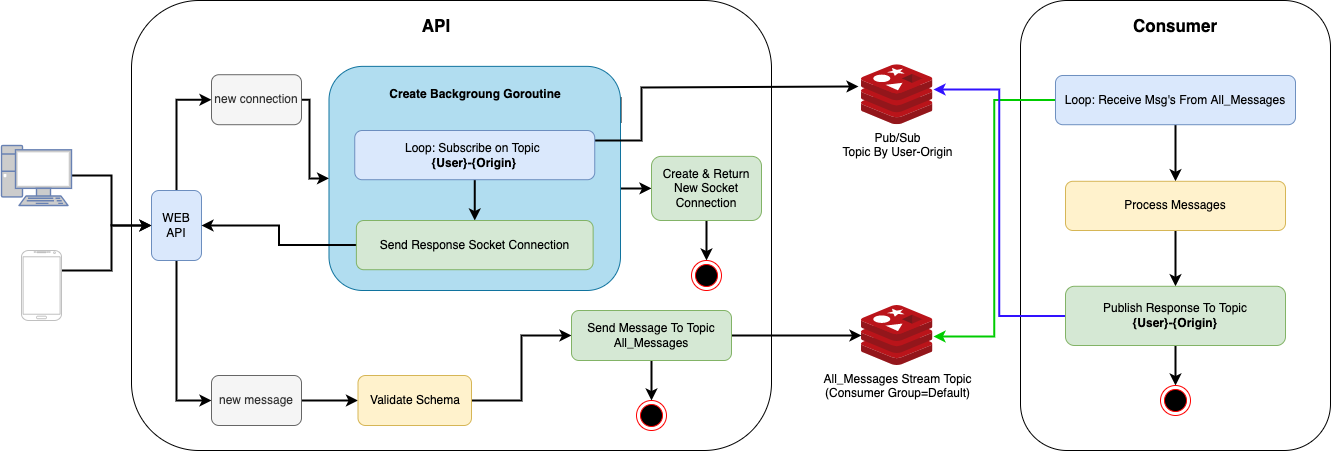 API
new connection
Create Backgroung Goroutine
Loop: Subscribe on Topic
{User}-{Origin}
Send Response Socket Connection
Create & Return
New Socket
Connection
WEB
API
new message
Validate Schema
Send Message To Topic
All_Messages
Pub/Sub
Topic By User-Origin
All_Messages Stream Topic
(Consumer Group=Default)
Consumer
Loop: Receive Msg's From All_Messages
Process Messages
Publish Response To Topic
{User}-{Origin}